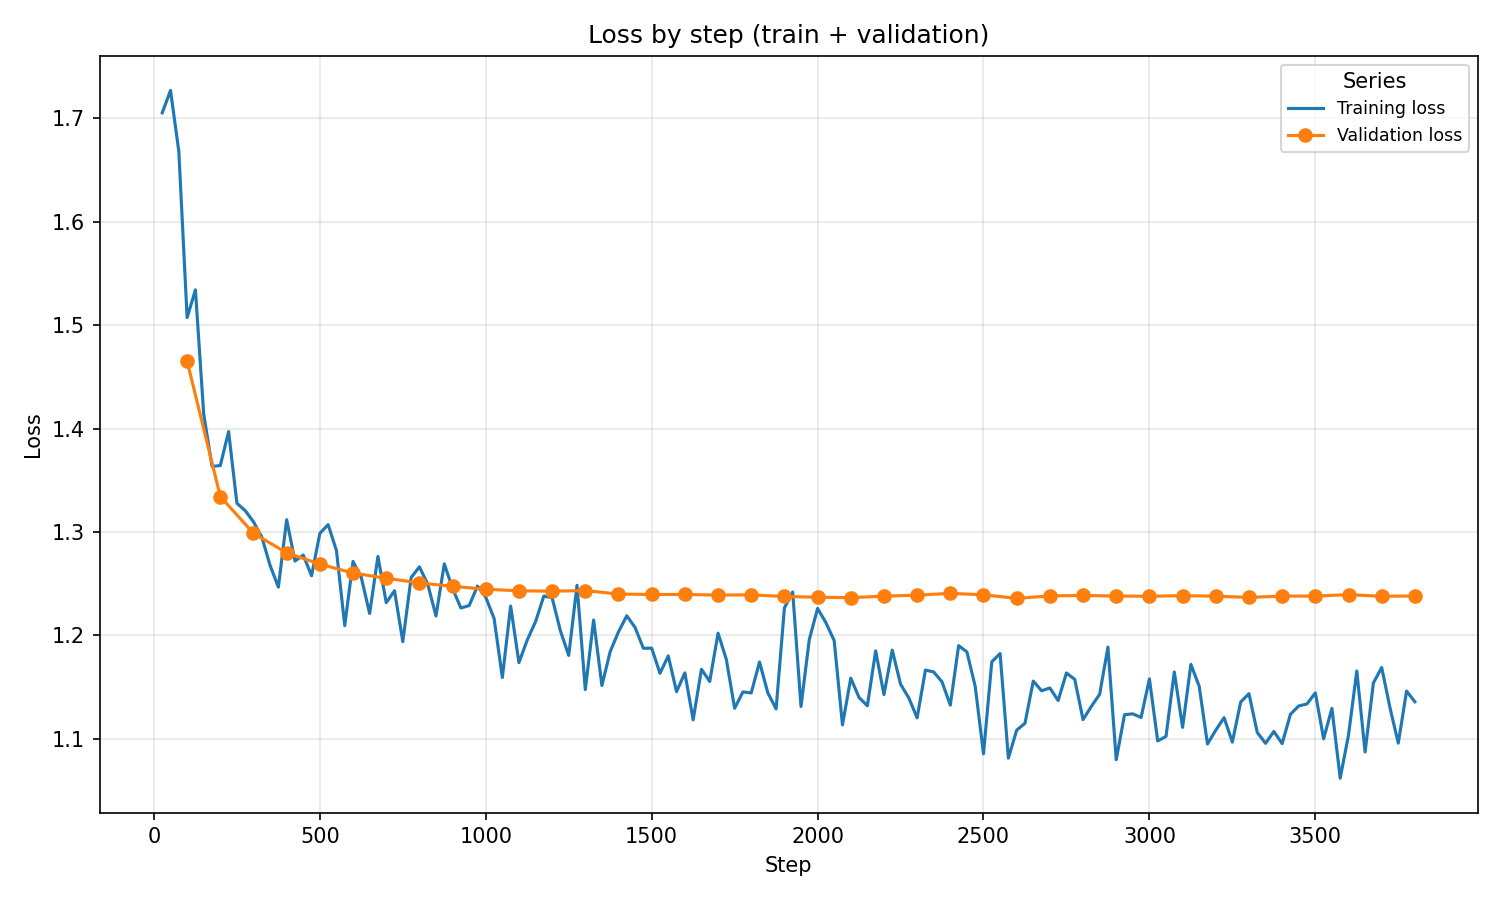 Loss by step (train + validation)
Series
Training loss
Validation loss
1.7
1.6
1.5
1.4
1.3
1.2
1.1
Loss
0 500 1000 1500 2000 2500 3000 3500
Step